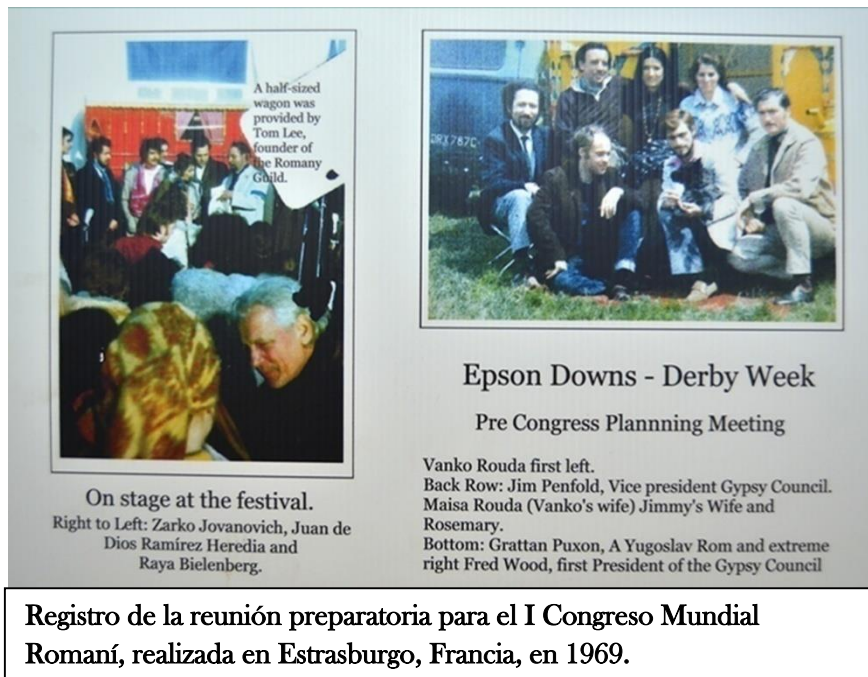 A half-sized
wagon was
provided by
Tom Lee,
founder of
the Romany
Guild.
On stage at the festival.
Right to Left: Zarko Jovanovich, Juan de
Dios Ramírez Heredia and
Raya Bielenberg.
DRX767C
Epson Downs - Derby Week
Pre Congress Plannning Meeting
Vanko Rouda first left.
Back Row: Jim Penfold, Vice president Gypsy Council.
Maisa Rouda (Vanko's wife) Jimmy's Wife and
Rosemary.
Bottom: Grattan Puxon, A Yugoslav Rom and extreme
right Fred Wood, first President of the Gypsy Council
Registro de la reunión preparatoria para el I Congreso Mundial
Romaní, realizada en Estrasburgo, Francia, en 1969.